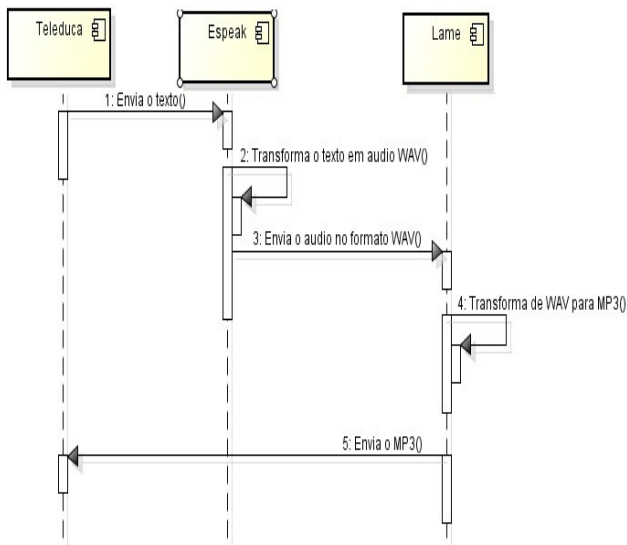 Teleduca
Espeak
Lame
1: Envia o texto()
2: Transforma o texto em audio WAV()
3: Envia o audio no formato WAV()
4: Transforma de WAV para MP3()
5: Envia o MP3()